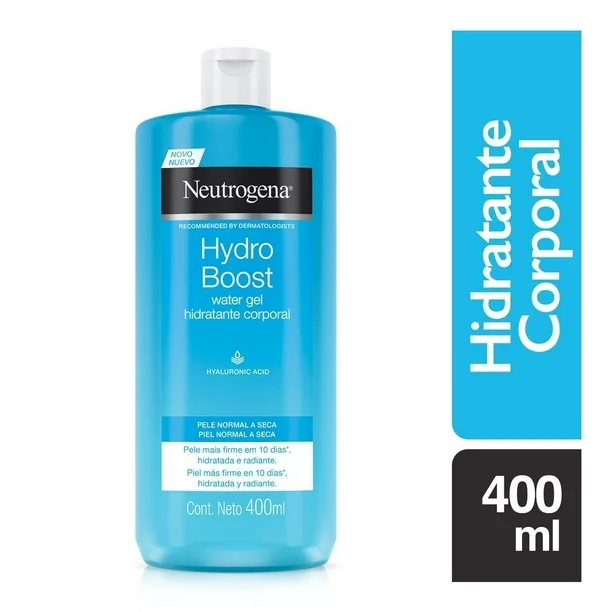 NOVO
NUEVO
Neutrogena®
RECOMMENDED BY DERMATOLOGISTS
Hydro
Boost
water gel
hidratante corporal
HYALURONIC ACID
PELE NORMAL A SECA
PIEL NORMAL A SECA
Pele mais firme em 10 dias*,
hidratada e radiante.
Piel más firme en 10 días*,
hidratada y radiante.
Cont. Neto 400ml
Hidratante
Corporal
400
ml